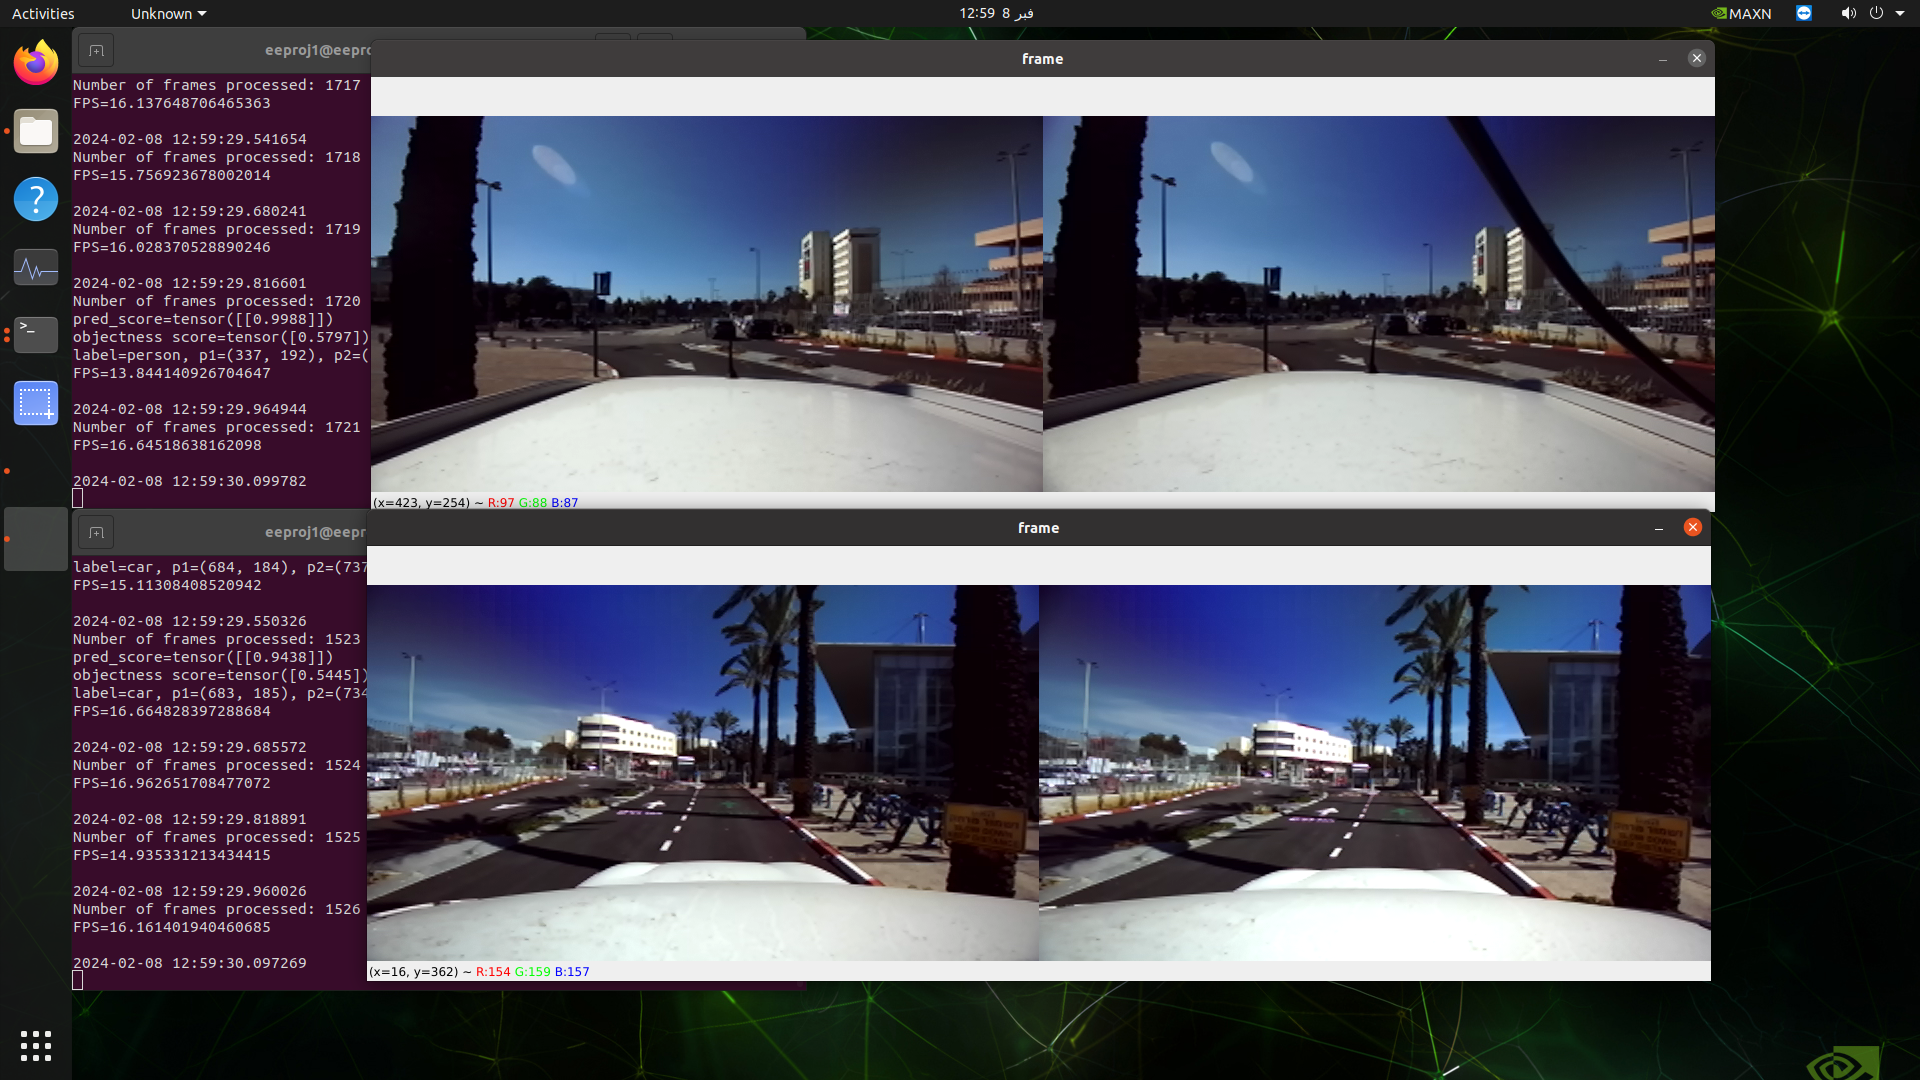 Activities
Unknown
12:59 8 فبر
MAXN
eeproj1@eepro
Number of frames processed: 1717
FPS=16.137648706465363
2024-02-08 12:59:29.541654
Number of frames processed: 1718
FPS=15.756923678002014
2024-02-08 12:59:29.680241
Number of frames processed: 1719
FPS=16.028370528890246
2024-02-08 12:59:29.816601
Number of frames processed: 1720
pred_score=tensor([[0.9988]])
objectness score=tensor([0.5797])
label=person, p1=(337, 192), p2=(
FPS=13.844140926704647
2024-02-08 12:59:29.964944
Number of frames processed: 1721
FPS=16.64518638162098
2024-02-08 12:59:30.099782
frame
(x=423, y=254) ~ R:97 G:88 B:87
eeproj1@eepr
label=car, p1=(684, 184), p2=(737
FPS=15.11308408520942
2024-02-08 12:59:29.550326
Number of frames processed: 1523
pred_score=tensor([[0.9438]])
objectness score=tensor([0.5445])
label=car, p1=(683, 185), p2=(734
FPS=16.664828397288684
2024-02-08 12:59:29.685572
Number of frames processed: 1524
FPS=16.962651708477072
2024-02-08 12:59:29.818891
Number of frames processed: 1525
FPS=14.935331213434415
2024-02-08 12:59:29.960026
Number of frames processed: 1526
FPS=16.161401940460685
2024-02-08 12:59:30.097269
frame
SLOW DOWN
KEEP DISTANCE
SLOW DOWN
KEEP DISTANCE
(x=16, y=362) ~ R:154 G:159 B:157